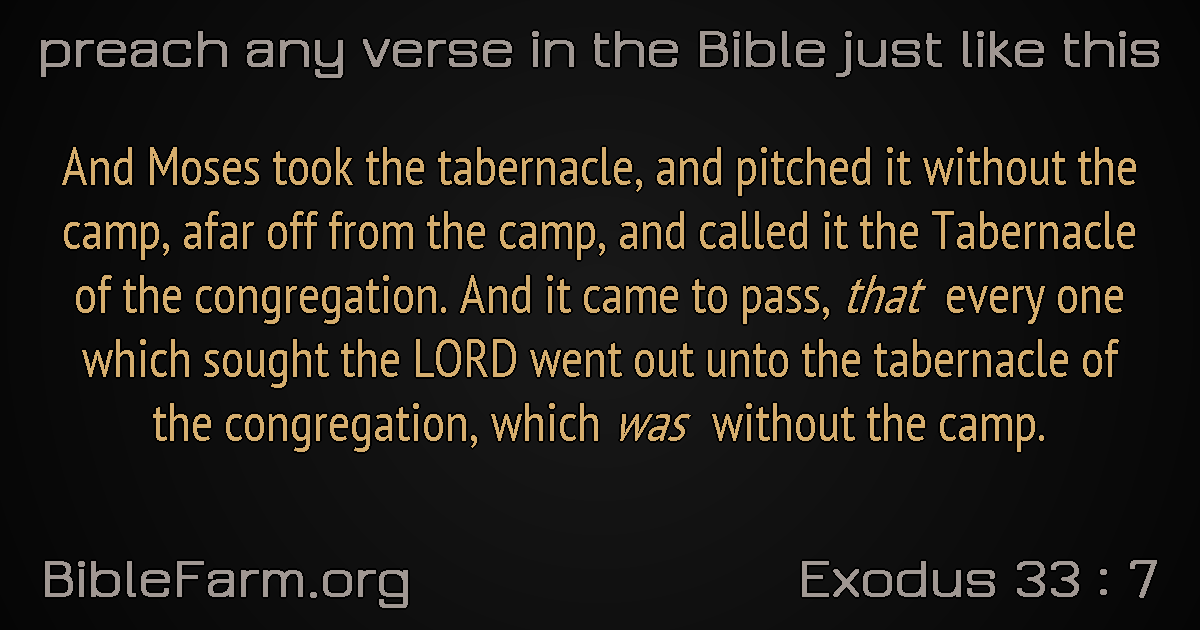 preach any verse in the Bible just like this
And Moses took the tabernacle, and pitched it without the
camp, afar off from the camp, and called it the Tabernacle
of the congregation. And it came to pass, that every one
which sought the LORD went out unto the tabernacle of
the congregation, which was without the camp.
BibleFarm.org
Exodus 33 : 7